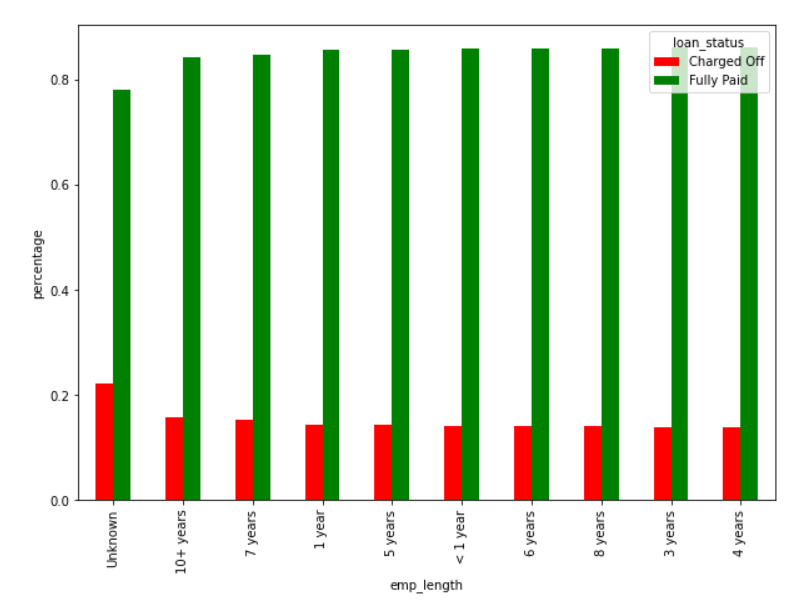 loan_status
Charged Off
Fully Paid
0.8
0.6
0.4
0.2
0.0
percentage
Unknown
10+ years
7 years
1 year
5 years
< 1 year
6 years
8 years
3 years
4 years
emp_length